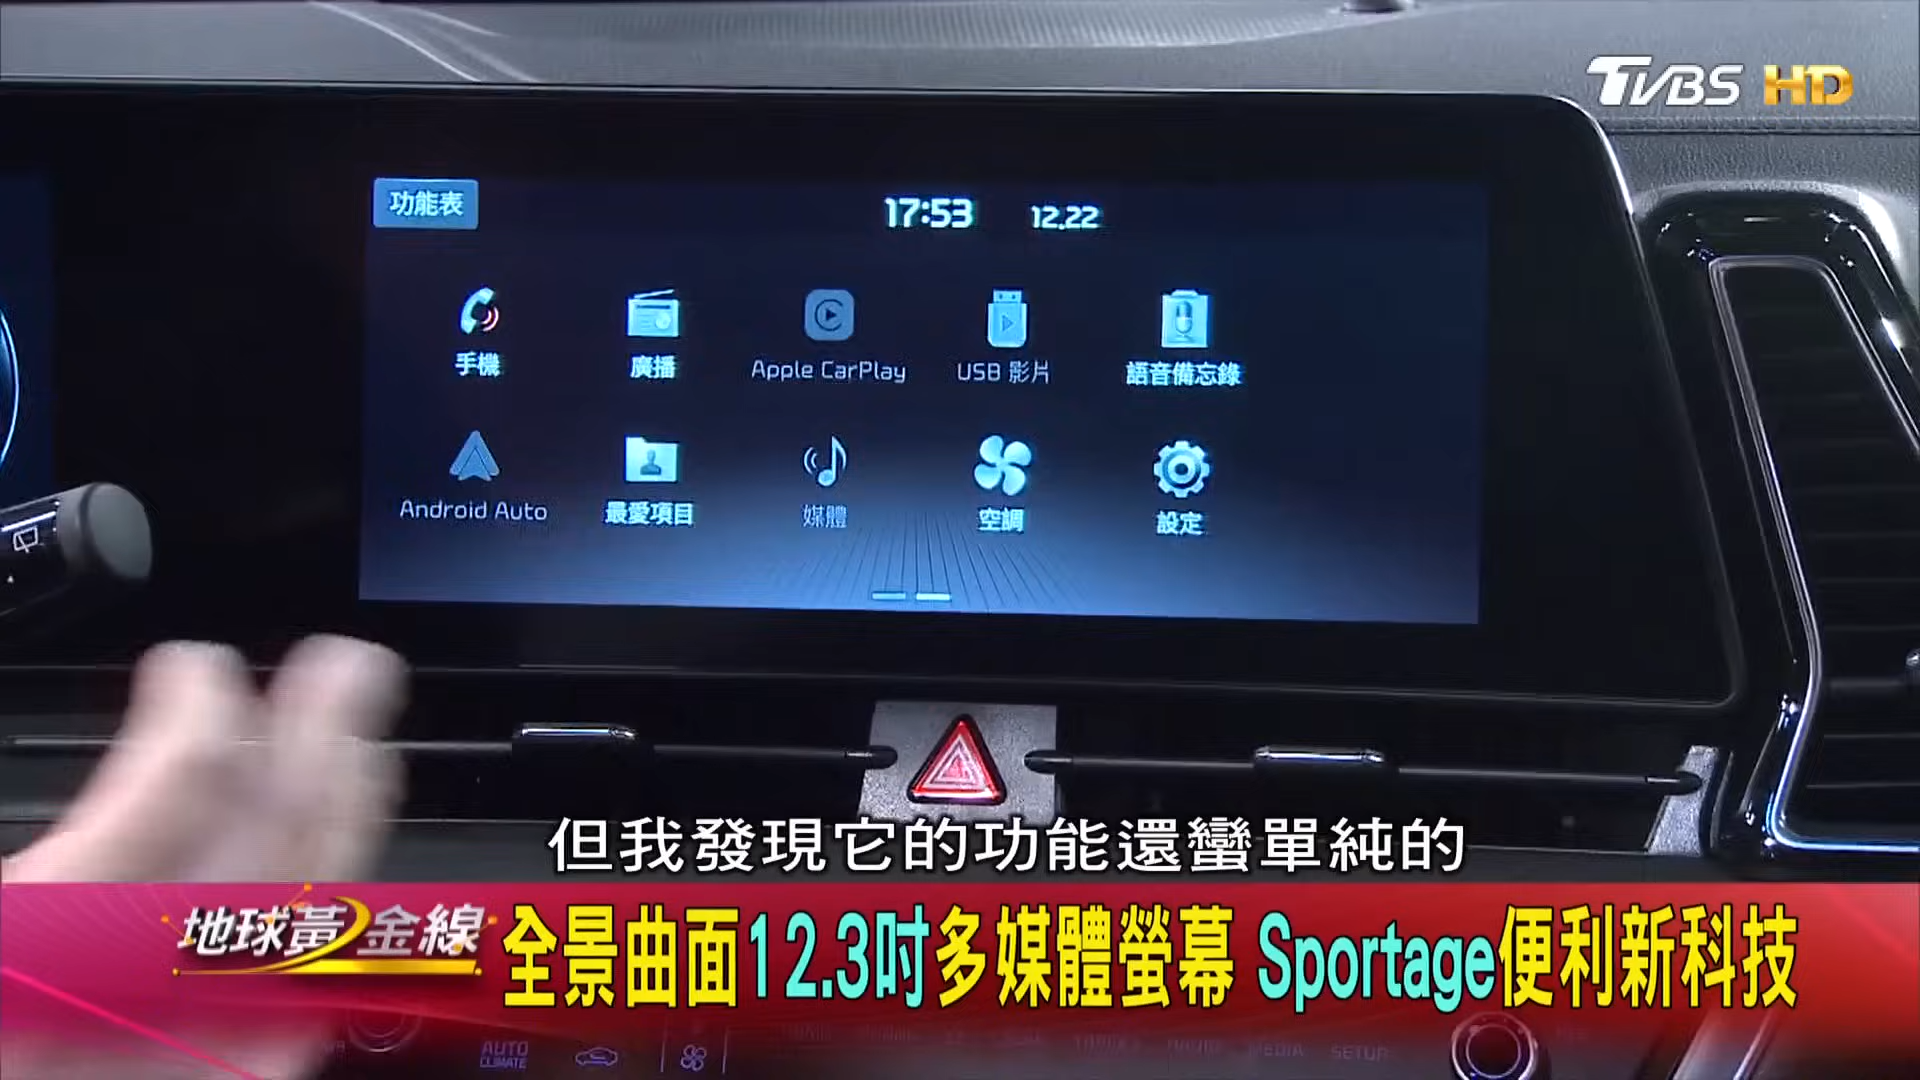 TVBS HD
功能表
17:53 12.22
手機 廣播 Apple CarPlay USB 影片 語音備忘錄
Android Auto 最愛項目 媒體 空調 設定
但我發現它的功能還蠻單純的
地球黃金線
全景曲面12.3吋多媒體螢幕 Sportage便利新科技
AUTO
CLIMATE
MEDIA SETUP